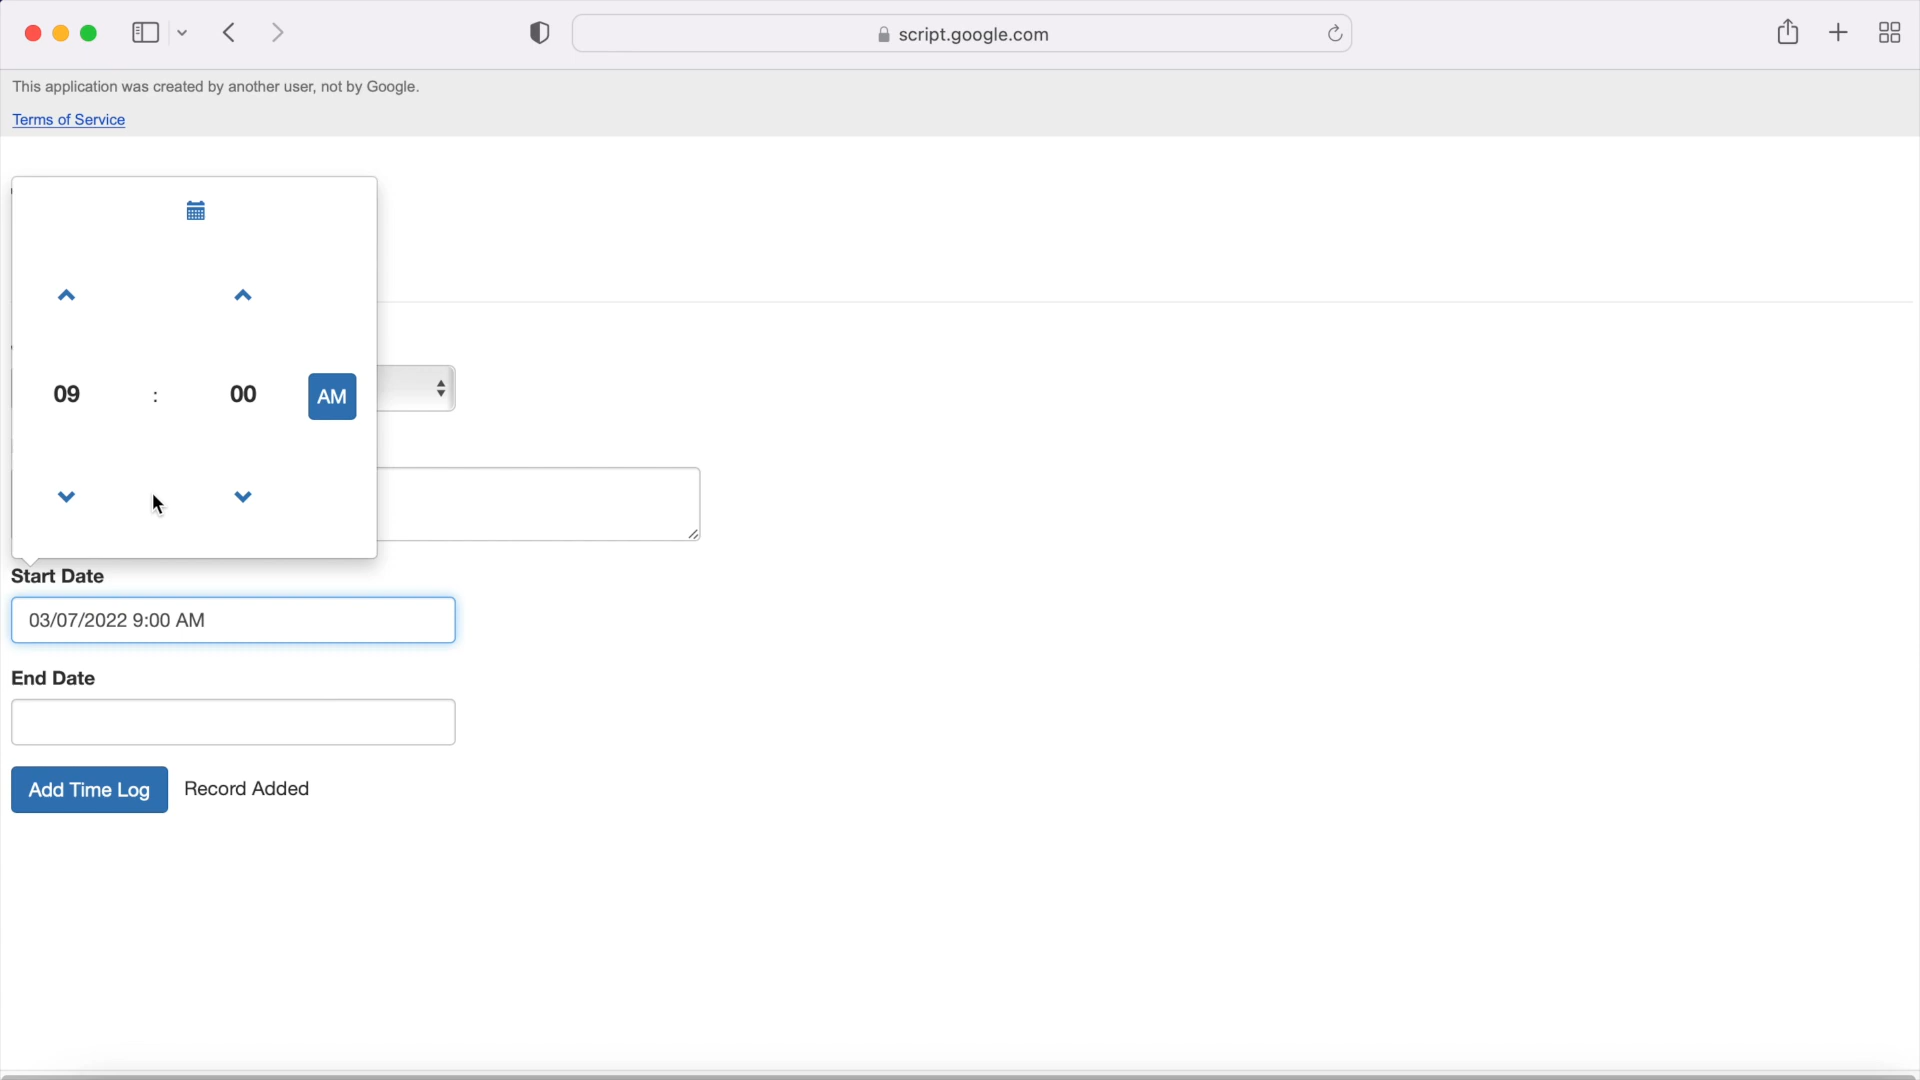 script.google.com
This application was created by another user, not by Google.
Terms of Service
09 : 00 AM
Start Date
03/07/2022 9:00 AM
End Date
Add Time Log Record Added